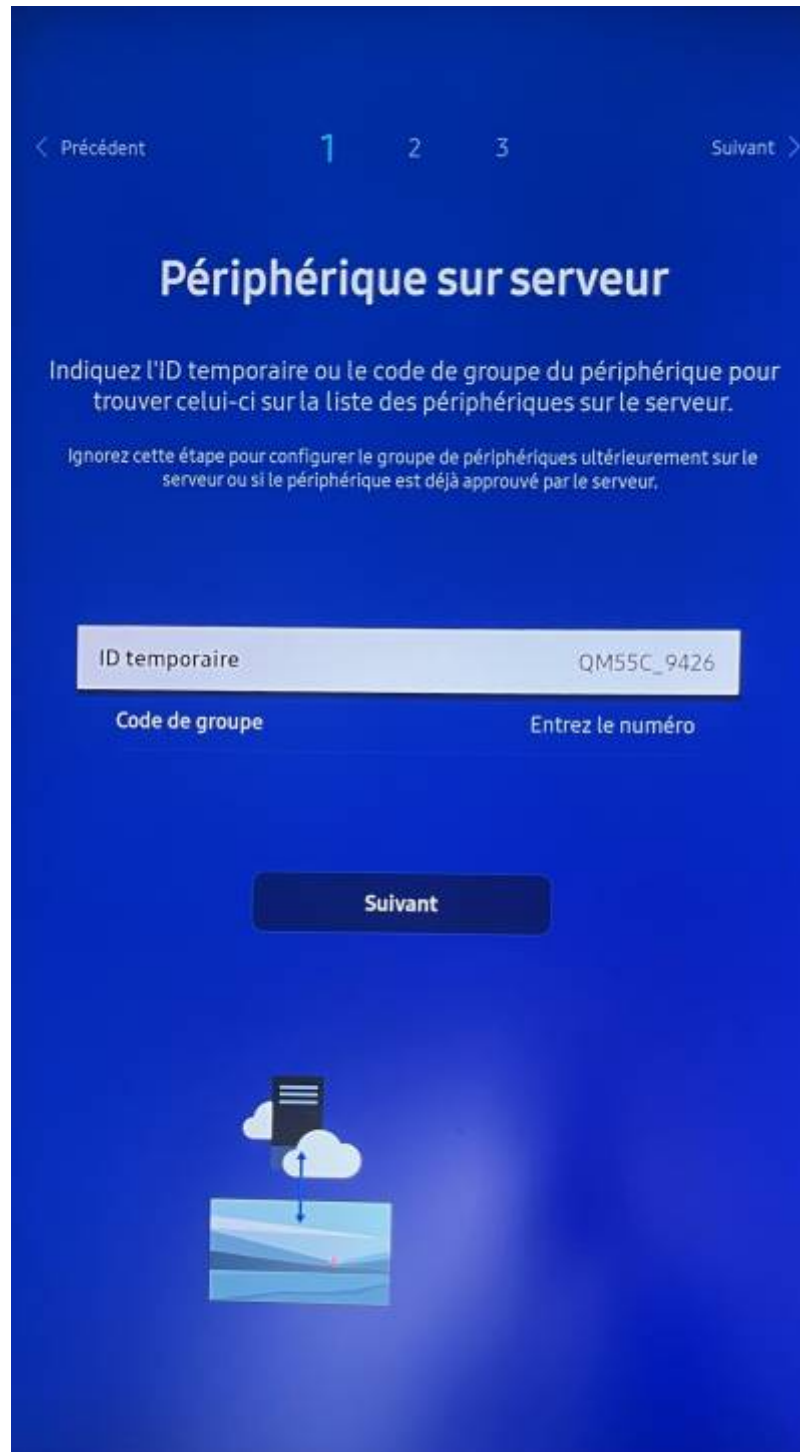 Précédent
1 2 3
Suivant
Périphérique sur serveur
Indiquez l'ID temporaire ou le code de groupe du périphérique pour
trouver celui-ci sur la liste des périphériques sur le serveur.
Ignorez cette étape pour configurer le groupe de périphériques ultérieurement sur le
serveur ou si le périphérique est déjà approuvé par le serveur.
ID temporaire QM55C_9426
Code de groupe Entrez le numéro
Suivant